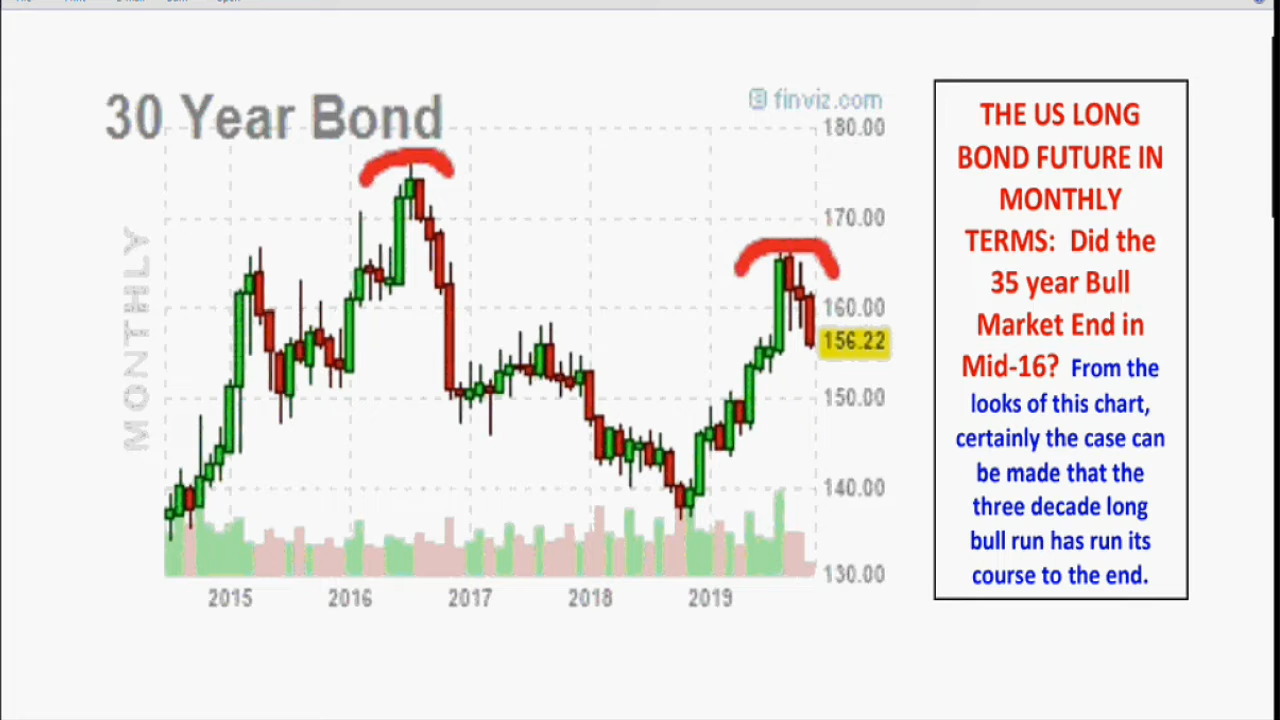 30 Year Bond
finviz.com
MONTHLY
180.00
170.00
160.00
156.22
150.00
140.00
130.00
2015 2016 2017 2018 2019
THE US LONG
BOND FUTURE IN
MONTHLY
TERMS: Did the
35 year Bull
Market End in
Mid-16? From the
looks of this chart,
certainly the case can
be made that the
three decade long
bull run has run its
course to the end.